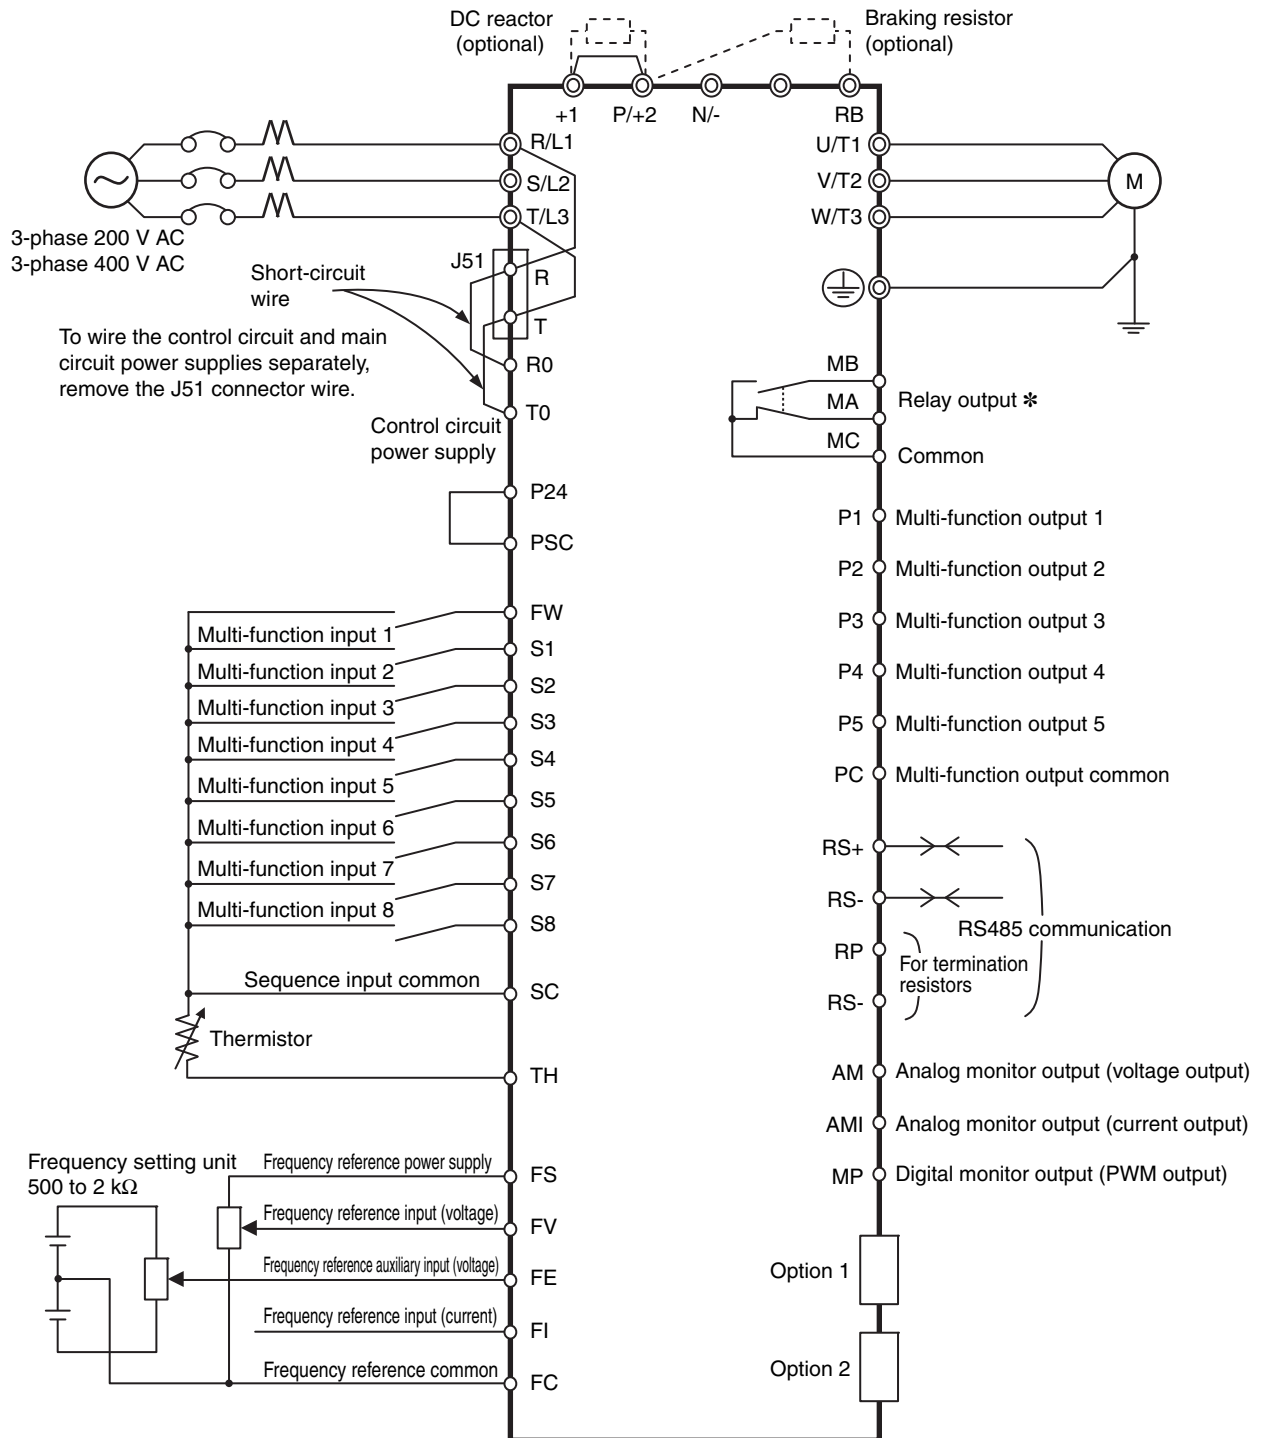 DC reactor
(optional)
Braking resistor
(optional)
+1
P/+2
N/-
RB
R/L1
S/L2
T/L3
U/T1
V/T2
W/T3
M
3-phase 200 V AC
3-phase 400 V AC
J51
R
T
Short-circuit
wire
To wire the control circuit and main
circuit power supplies separately,
remove the J51 connector wire.
R0
T0
Control circuit
power supply
MB
MA
MC
Relay output ✻
Common
P24
PSC
P1 Multi-function output 1
P2 Multi-function output 2
P3 Multi-function output 3
P4 Multi-function output 4
P5 Multi-function output 5
PC Multi-function output common
FW
Multi-function input 1
S1
Multi-function input 2
S2
Multi-function input 3
S3
Multi-function input 4
S4
Multi-function input 5
S5
Multi-function input 6
S6
Multi-function input 7
S7
Multi-function input 8
S8
Sequence input common
SC
Thermistor
TH
RS+
RS-
RS485 communication
RP
For termination
resistors
RS-
AM Analog monitor output (voltage output)
AMI Analog monitor output (current output)
MP Digital monitor output (PWM output)
Frequency setting unit
500 to 2 kΩ
Frequency reference power supply
FS
Frequency reference input (voltage)
FV
Frequency reference auxiliary input (voltage)
FE
Frequency reference input (current)
FI
Frequency reference common
FC
Option 1
Option 2